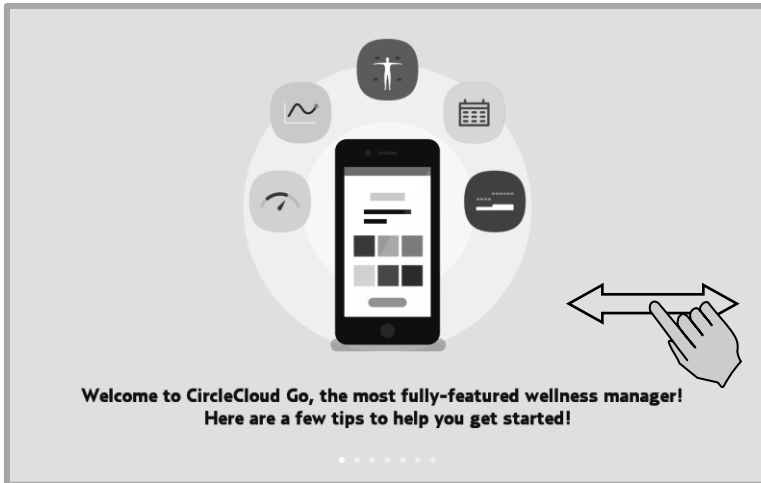 Welcome to CircleCloud Go, the most fully-featured wellness manager!
Here are a few tips to help you get started!